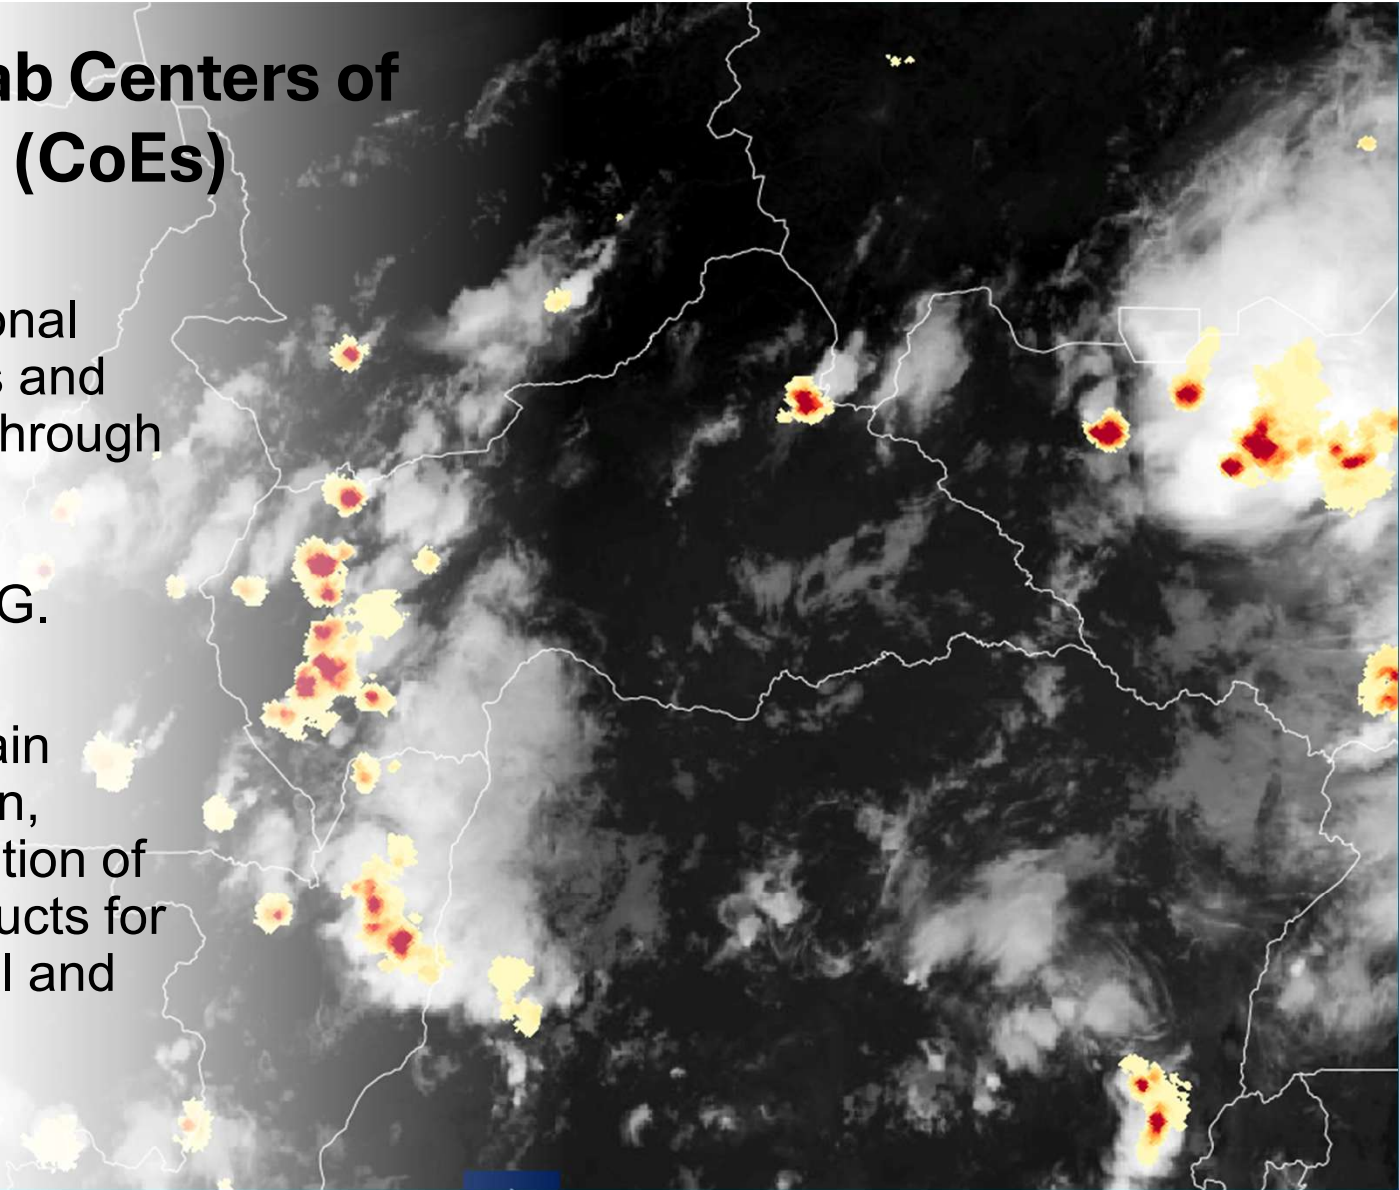 ab Centers of
(CoEs)
onal
s and
hrough
G.
ain
n,
tion of
ucts for
l and